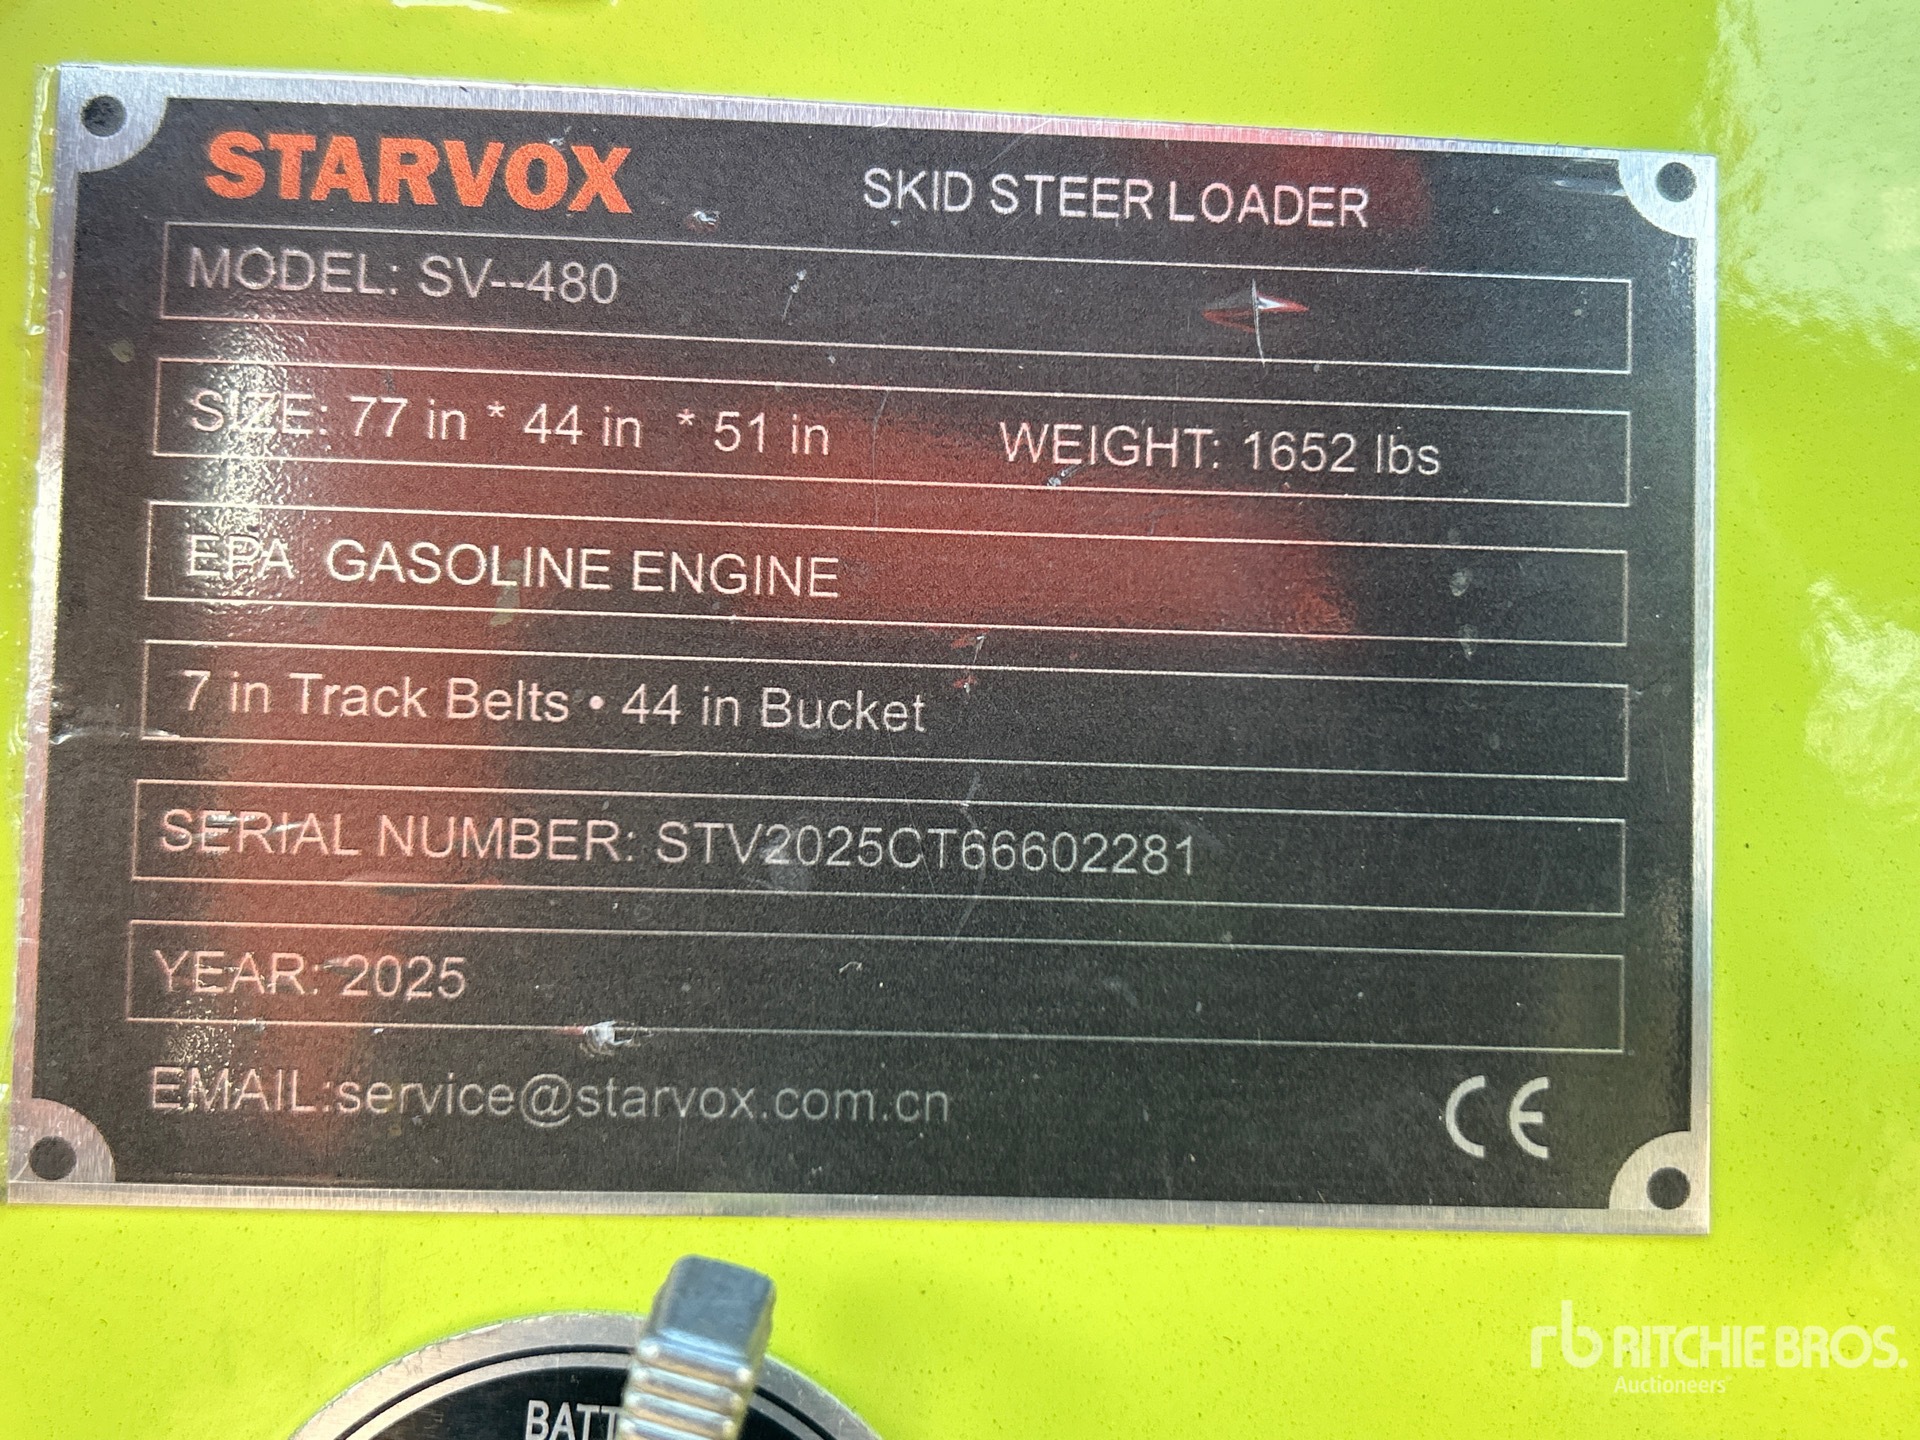 STARVOX SKID STEER LOADER
MODEL: SV--480
SIZE: 77 in * 44 in * 51 in WEIGHT: 1652 lbs
EPA GASOLINE ENGINE
7 in Track Belts • 44 in Bucket
SERIAL NUMBER: STV2025CT66602281
YEAR: 2025
EMAIL:service@starvox.com.cn CE
rb RITCHIE BROS.
Auctioneers